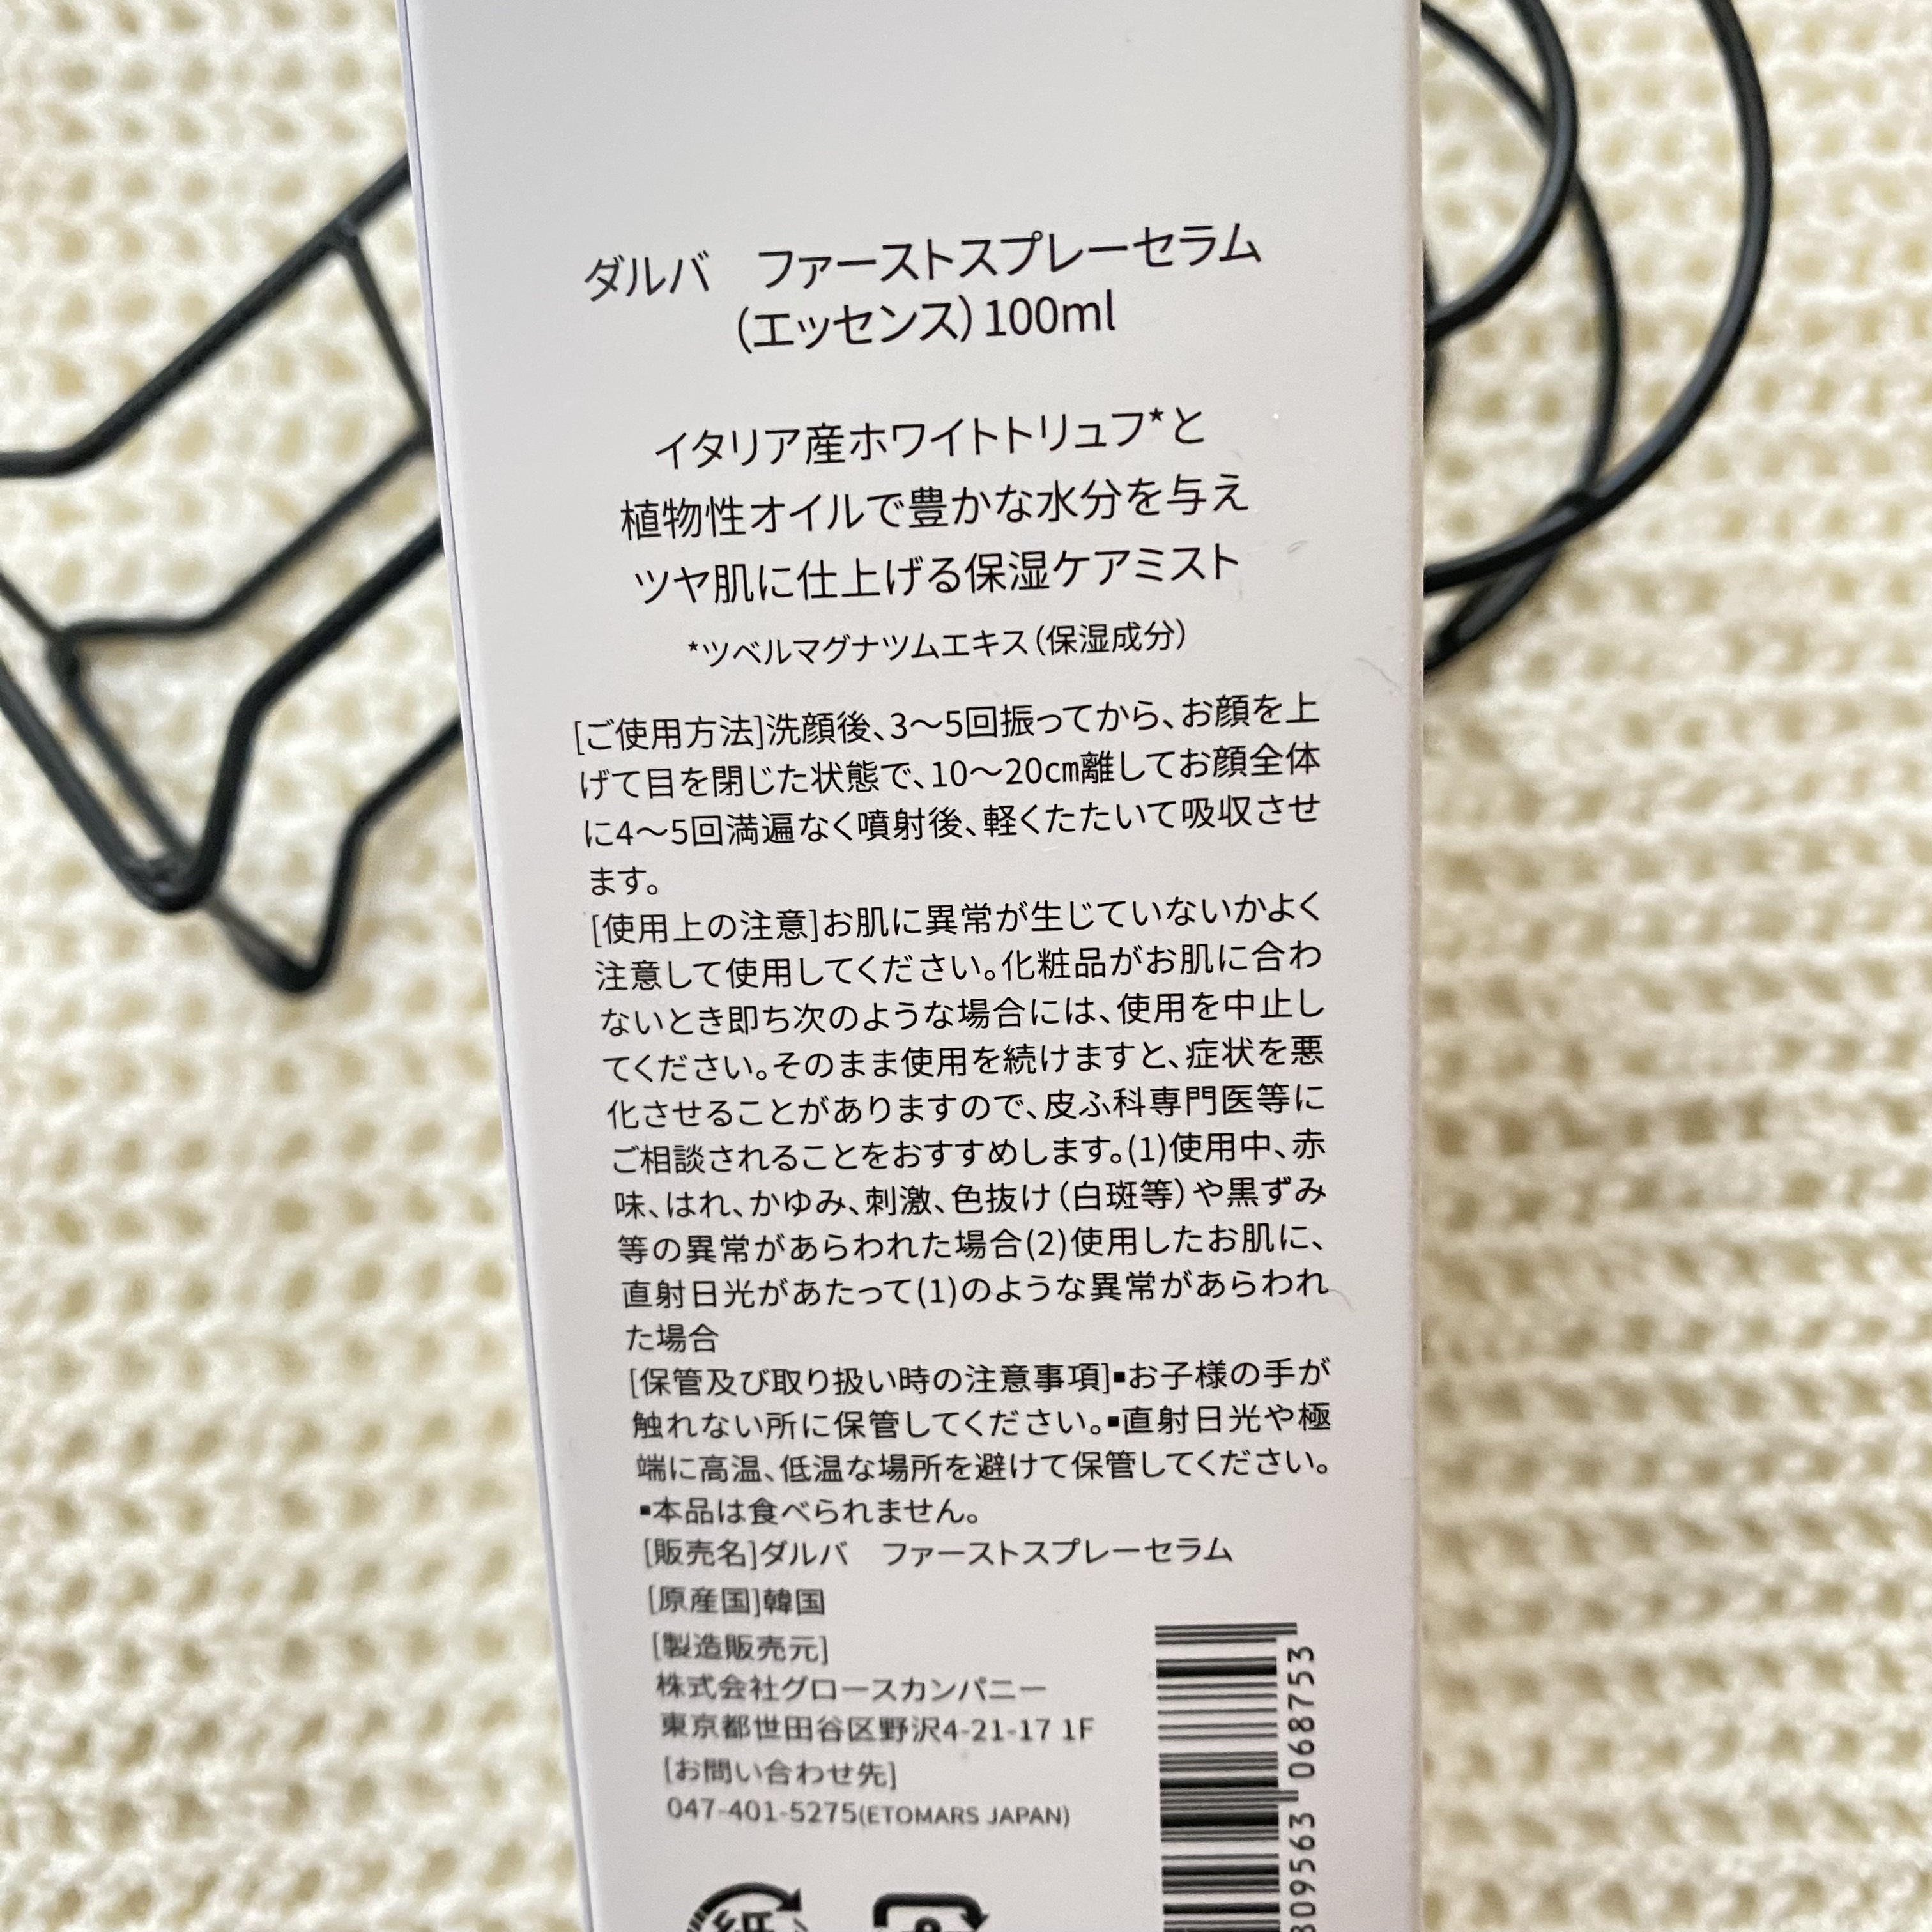 ダルバ　ファーストスプレーセラム
（エッセンス）100ml
イタリア産ホワイトトリュフ*と
植物性オイルで豊かな水分を与え
ツヤ肌に仕上げる保湿ケアミスト
*ツベルマグナツムエキス（保湿成分）
[ご使用方法]洗顔後、3～5回振ってから、お顔を上
げて目を閉じた状態で、10～20㎝離してお顔全体
に4～5回満遍なく噴射後、軽くたたいて吸収させ
ます。
[使用上の注意]お肌に異常が生じていないかよく
注意して使用してください。化粧品がお肌に合わ
ないとき即ち次のような場合には、使用を中止し
てください。そのまま使用を続けますと、症状を悪
化させることがありますので、皮ふ科専門医等に
ご相談されることをおすすめします。(1)使用中、赤
味、はれ、かゆみ、刺激、色抜け（白斑等）や黒ずみ
等の異常があらわれた場合(2)使用したお肌に、
直射日光があたって(1)のような異常があらわれ
た場合
[保管及び取り扱い時の注意事項]▪お子様の手が
触れない所に保管してください。▪直射日光や極
端に高温、低温な場所を避けて保管してください。
▪本品は食べられません。
[販売名]ダルバ　ファーストスプレーセラム
[原産国]韓国
[製造販売元]
株式会社グロースカンパニー
東京都世田谷区野沢4-21-17 1F
[お問い合わせ先]
047-401-5275(ETOMARS JAPAN)
809563 068753